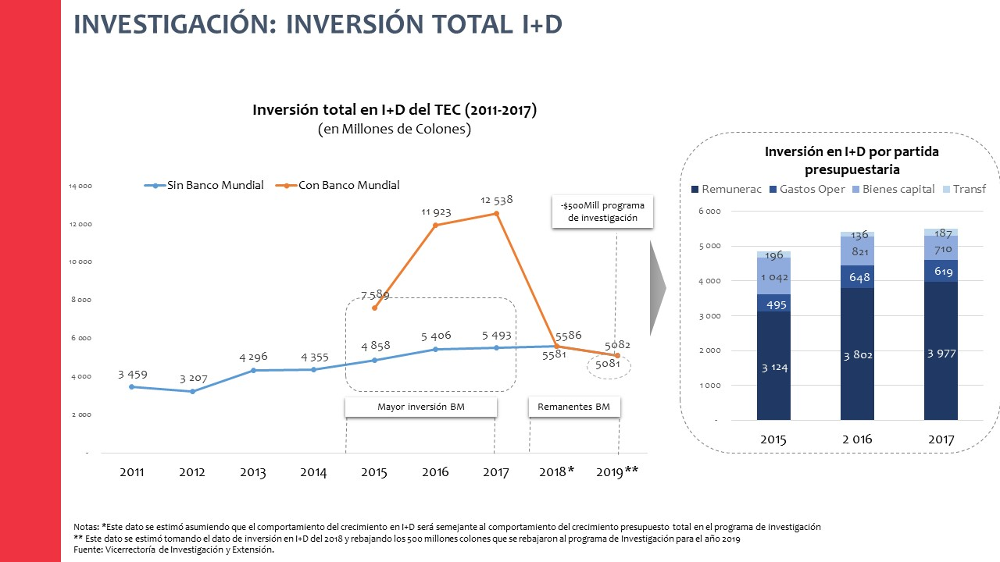 INVESTIGACIÓN: INVERSIÓN TOTAL I+D
Inversión total en I+D del TEC (2011-2017)
(en Millones de Colones)
Sin Banco Mundial
Con Banco Mundial
14 000
12 000
10 000
8 000
6 000
4 000
2 000
-
3 459
3 207
4 296
4 355
4 858
5 406
5 493
5581
5081
7 589
11 923
12 538
5586
5082
-$500Mill programa
de investigación
Mayor inversión BM
Remanentes BM
2011
2012
2013
2014
2015
2016
2017
2018*
2019**
Inversión en I+D por partida
presupuestaria
Remunerac
Gastos Oper
Bienes capital
Transf
6 000
5 000
4 000
3 000
2 000
1 000
-
196
1 042
495
3 124
136
821
648
3 802
187
710
619
3 977
2015
2 016
2017
Notas: *Este dato se estimó asumiendo que el comportamiento del crecimiento en I+D será semejante al comportamiento del crecimiento presupuesto total en el programa de investigación
** Este dato se estimó tomando el dato de inversión en I+D del 2018 y rebajando los 500 millones colones que se rebajaron al programa de Investigación para el año 2019
Fuente: Vicerrectoría de Investigación y Extensión.